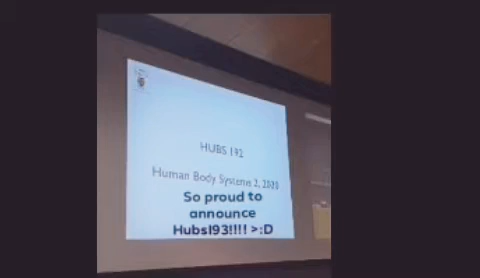 HUBS 192
Human Body Systems 2, 2020
So proud to
announce
Hubs193!!!! >:D